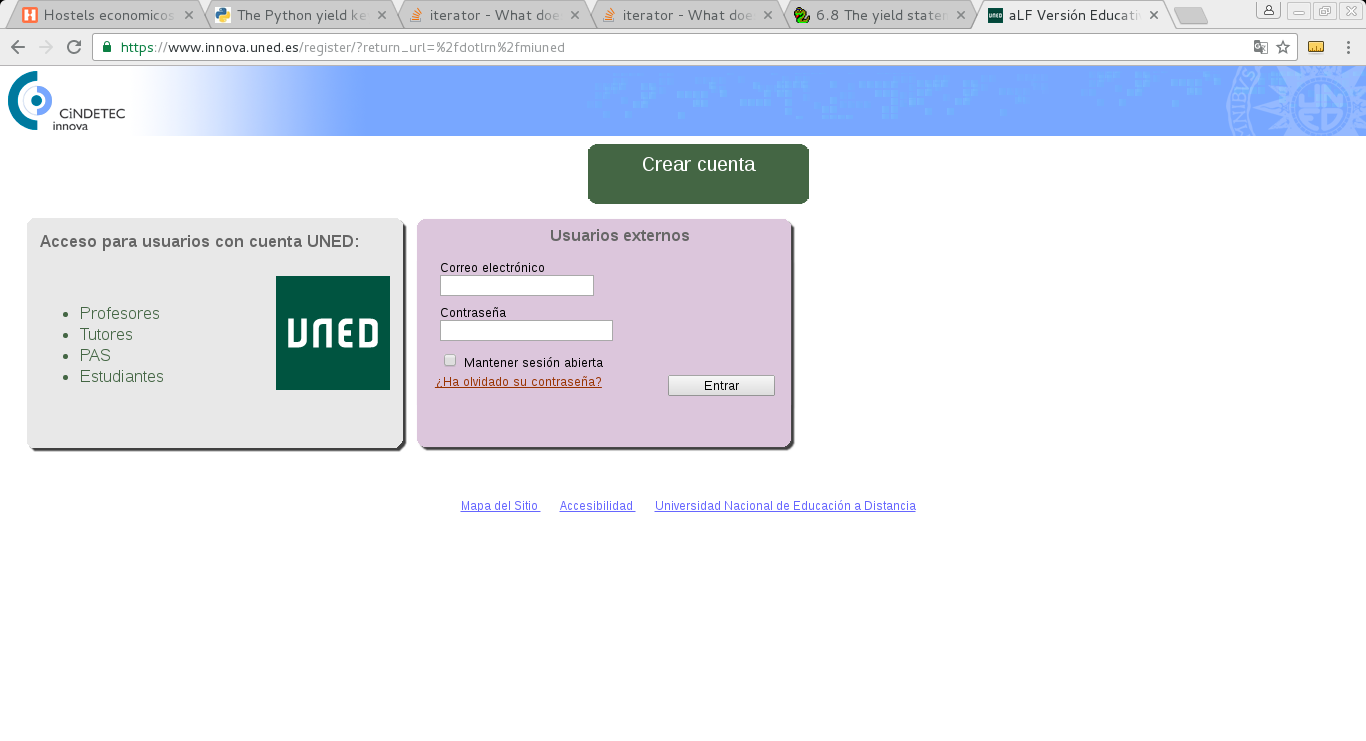 Hostels economicos
The Python yield ke
iterator - What doe
iterator - What doe
6.8 The yield stater
aLF Versión Educati
https://www.innova.uned.es/register/?return_url=%2fdotlrn%2fmiuned
CiNDETEC
innova
Crear cuenta
Acceso para usuarios con cuenta UNED:
Profesores
Tutores
PAS
Estudiantes
UNED
Usuarios externos
Correo electrónico
Contraseña
Mantener sesión abierta
¿Ha olvidado su contraseña?
Entrar
Mapa del Sitio Accesibilidad Universidad Nacional de Educación a Distancia